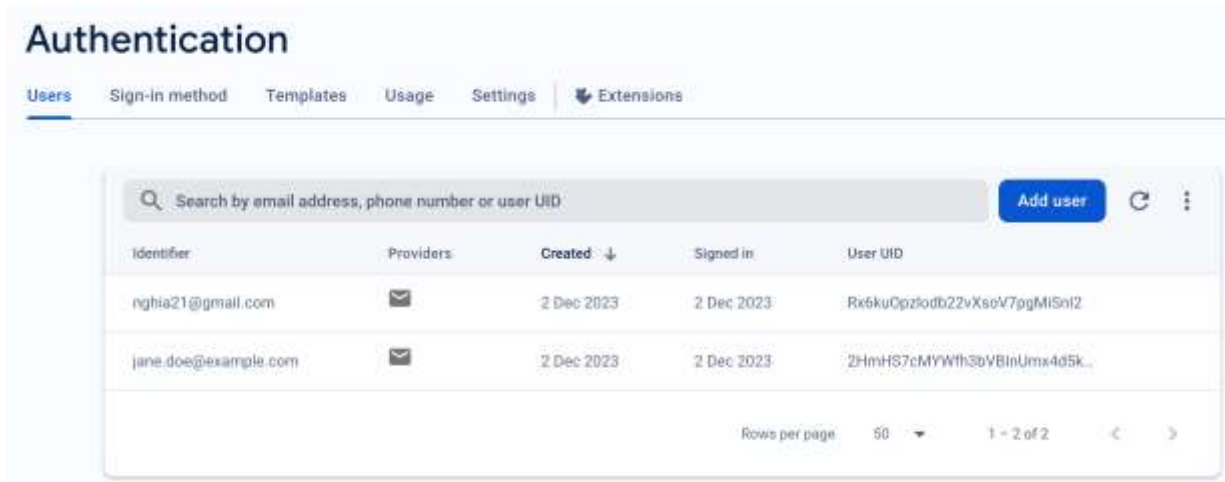 Authentication
Users Sign-in method Templates Usage Settings Extensions
Search by email address, phone number or user UID Add user
Identifier Providers Created Signed in User UID
nghia21@gmail.com 2 Dec 2023 2 Dec 2023
jane.doe@example.com 2 Dec 2023 2 Dec 2023
Rows per page 50 1 – 2 of 2